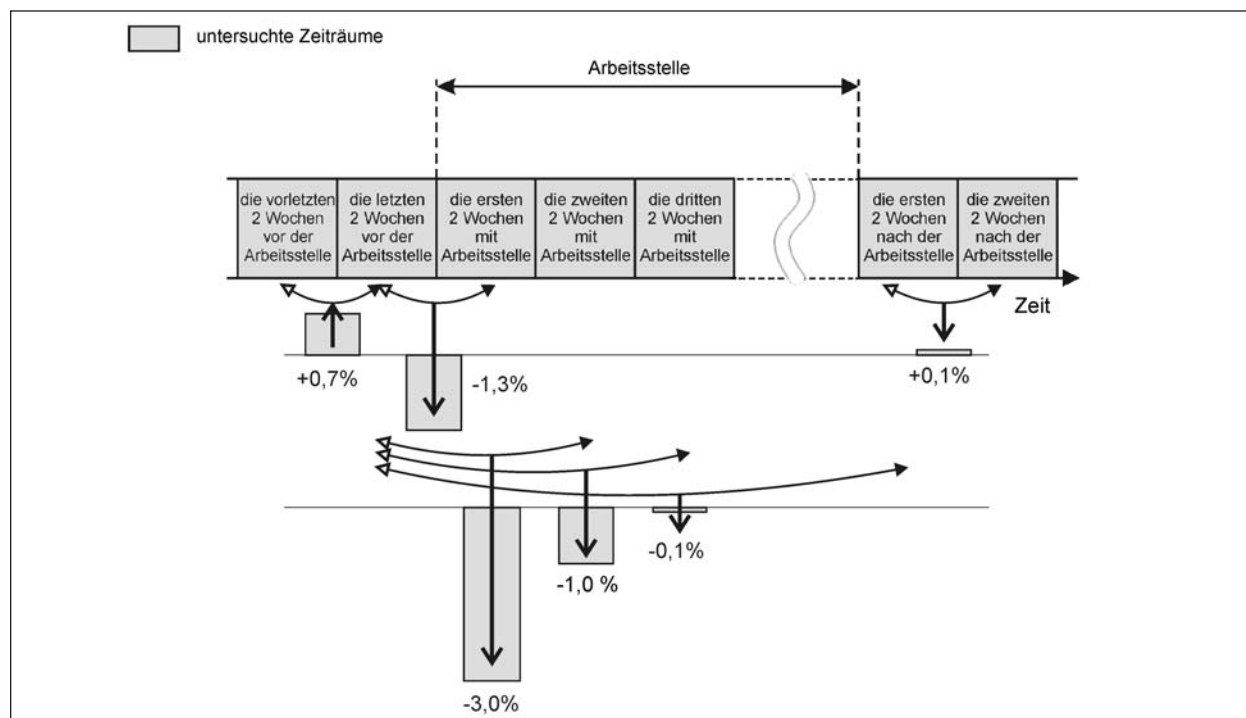 untersuchte Zeiträume
Arbeitsstelle
die vorletzten
2 Wochen
vor der
Arbeitsstelle
die letzten
2 Wochen
vor der
Arbeitsstelle
die ersten
2 Wochen
mit
Arbeitsstelle
die zweiten
2 Wochen
mit
Arbeitsstelle
die dritten
2 Wochen
mit
Arbeitsstelle
die ersten
2 Wochen
nach der
Arbeitsstelle
die zweiten
2 Wochen
nach der
Arbeitsstelle
Zeit
+0,7%
-1,3%
+0,1%
-3,0%
-1,0 %
-0,1%